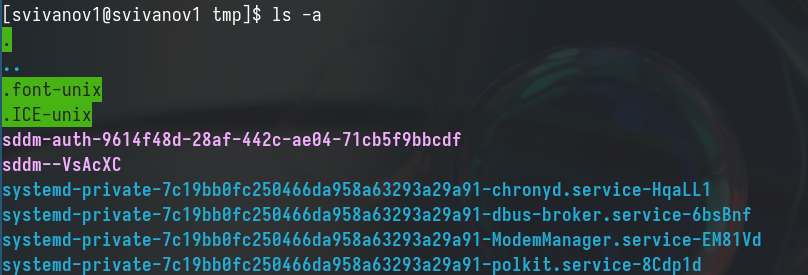 [svivanov1@svivanov1 tmp]$ ls -a
.
..
.font-unix
.ICE-unix
sddm-auth-9614f48d-28af-442c-ae04-71cb5f9bbcdf
sddm--VsAcXC
systemd-private-7c19bb0fc250466da958a63293a29a91-chronyd.service-HqaLL1
systemd-private-7c19bb0fc250466da958a63293a29a91-dbus-broker.service-6bsBnf
systemd-private-7c19bb0fc250466da958a63293a29a91-ModemManager.service-EM81Vd
systemd-private-7c19bb0fc250466da958a63293a29a91-polkit.service-8Cdp1d